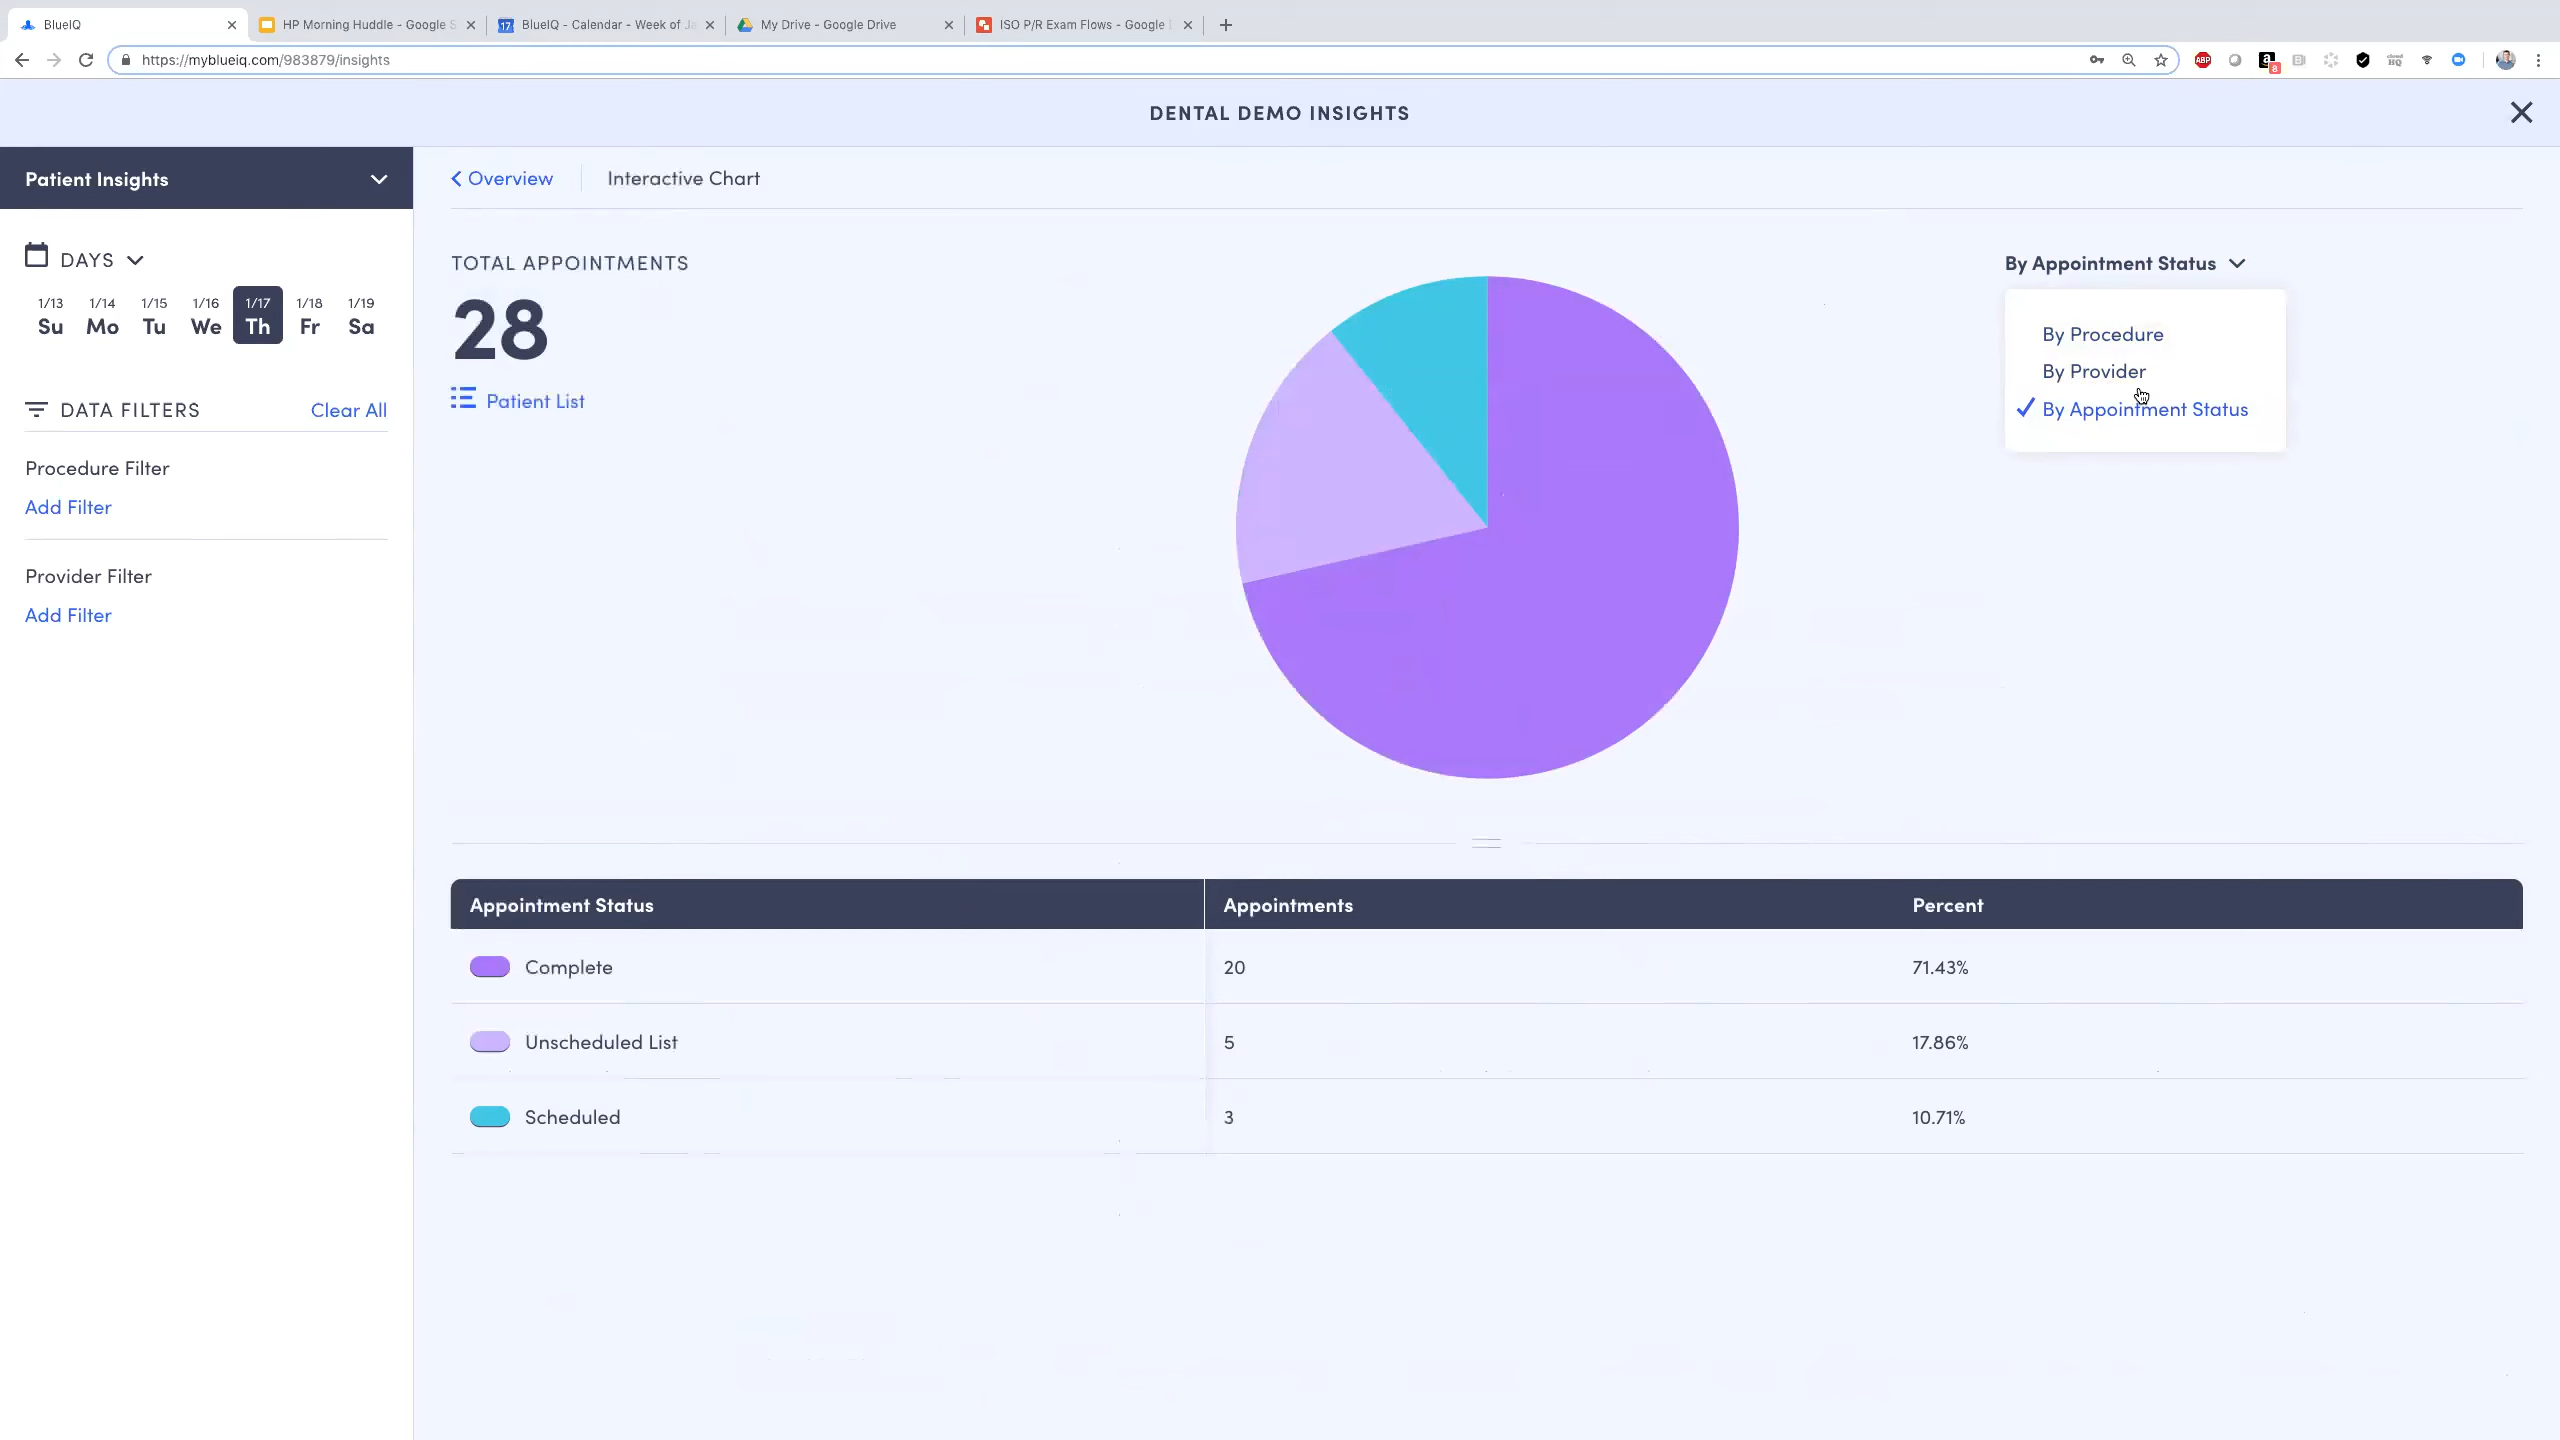 BlueIQ
HP Morning Huddle - Google S
BlueIQ - Calendar - Week of Ja
My Drive - Google Drive
ISO P/R Exam Flows - Google D
https://myblueiq.com/983879/insights
DENTAL DEMO INSIGHTS
Patient Insights
Overview
Interactive Chart
DAYS
1/13 1/14 1/15 1/16 1/17 1/18 1/19
Su Mo Tu We Th Fr Sa
DATA FILTERS
Clear All
Procedure Filter
Add Filter
Provider Filter
Add Filter
TOTAL APPOINTMENTS
28
Patient List
By Appointment Status
By Procedure
By Provider
By Appointment Status
Appointment Status Appointments Percent
Complete 20 71.43%
Unscheduled List 5 17.86%
Scheduled 3 10.71%